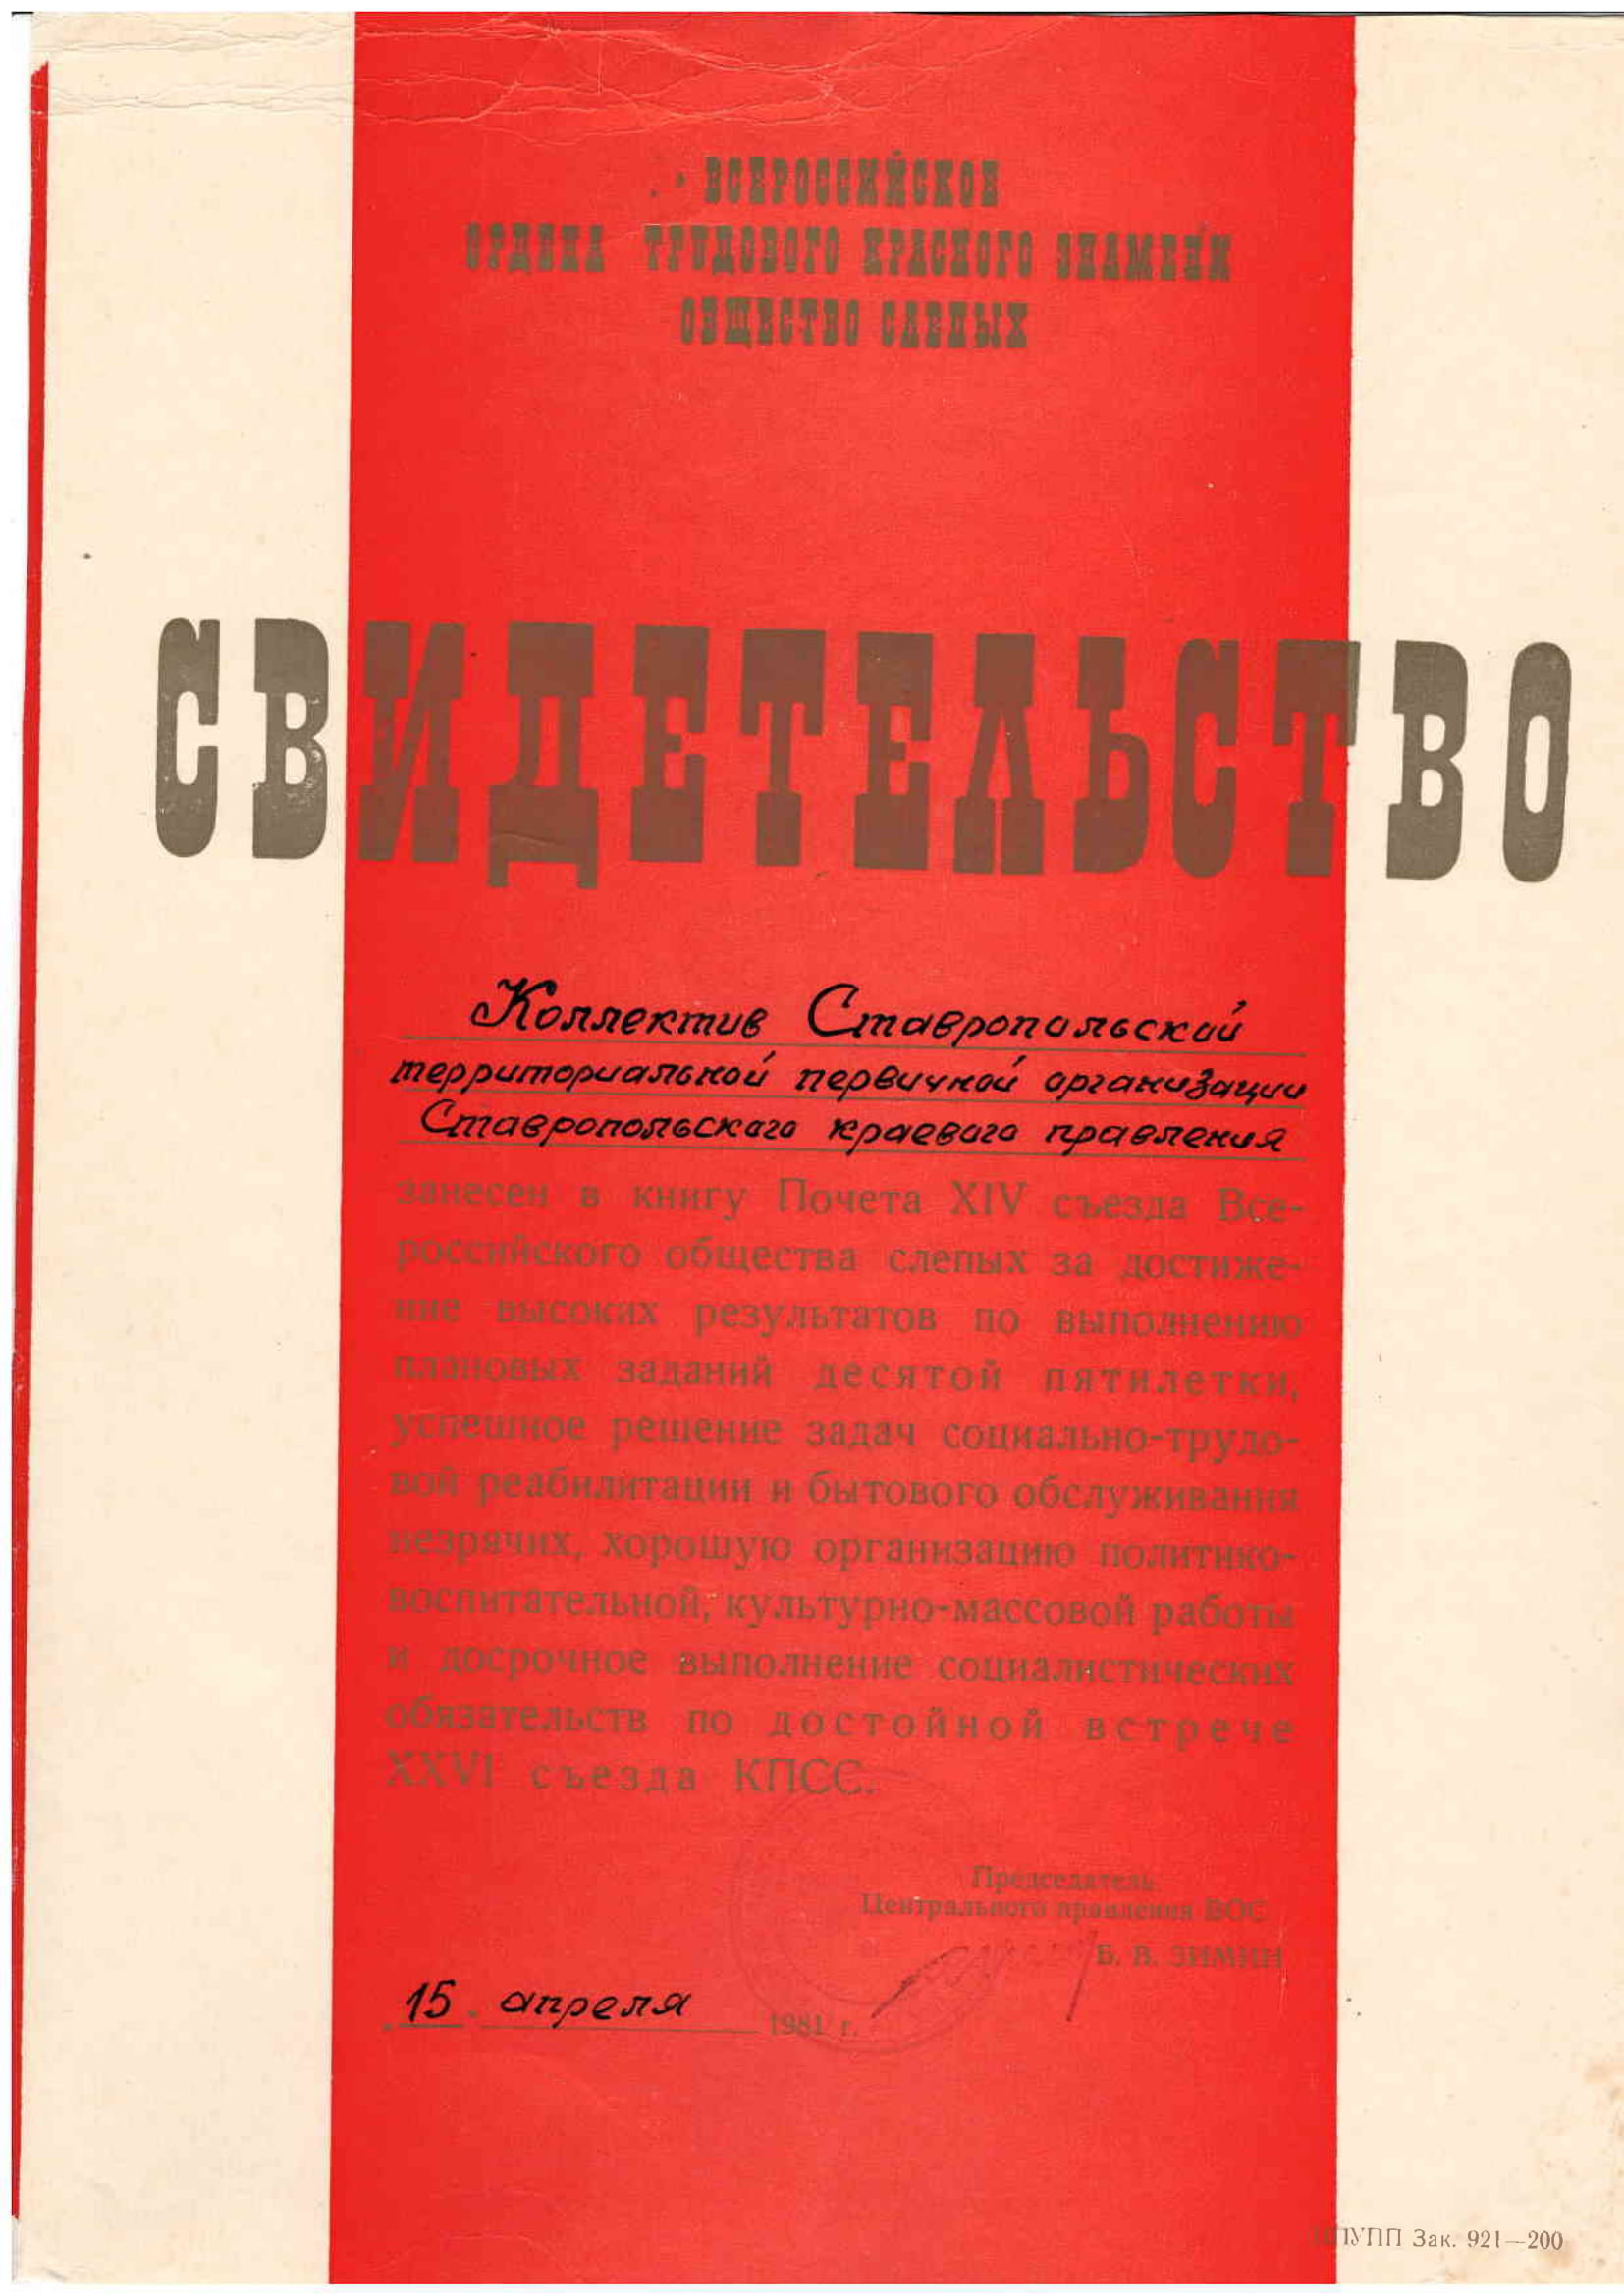 ВСЕРОССИЙСКОЕ
ОРДЕНА ТРУДОВОГО КРАСНОГО ЗНАМЕНИ
ОБЩЕСТВО СЛЕПЫХ
СВИДЕТЕЛЬСТВО
Коллектив Ставропольской
территориальной первичной организации
Ставропольского краевого правления
занесен в книгу Почета XIV съезда Все-
российского общества слепых за достиже-
ние высоких результатов по выполнению
плановых заданий десятой пятилетки,
успешное решение задач социально-трудо-
вой реабилитации и бытового обслуживания
незрячих, хорошую организацию политико-
воспитательной, культурно-массовой работы
и досрочное выполнение социалистических
обязательств по достойной встрече
XXVI съезда КПСС.
Председатель
Центрального правления ВОС
Б. В. ЗИМИН
15 апреля 1981 г.
Зак. 921—200